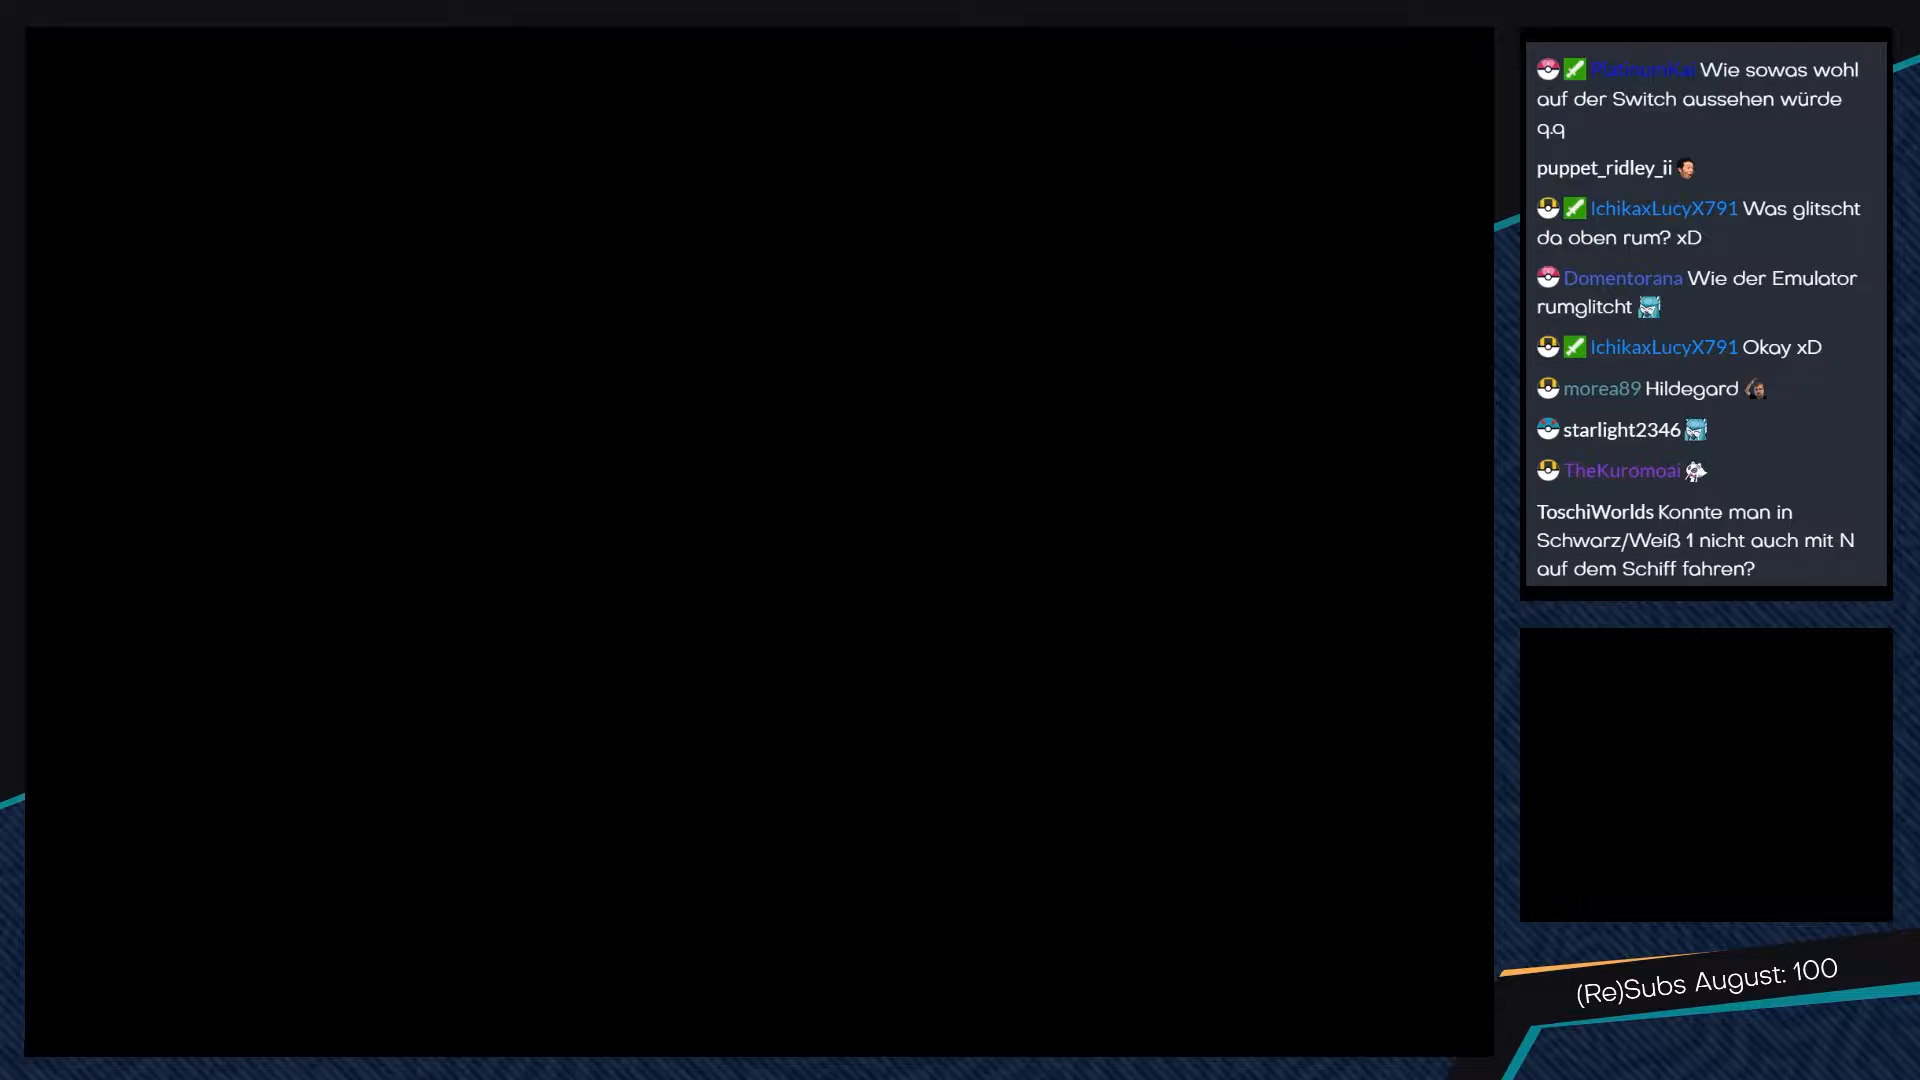 PlatinumKai Wie sowas wohl
auf der Switch aussehen würde
q.q
puppet_ridley_ii
IchikaxLucyX791 Was glitscht
da oben rum? xD
Domentorana Wie der Emulator
rumglitcht
IchikaxLucyX791 Okay xD
morea89 Hildegard
starlight2346
TheKuromoai
ToschiWorlds Konnte man in
Schwarz/Weiß 1 nicht auch mit N
auf dem Schiff fahren?
(Re)Subs August: 100